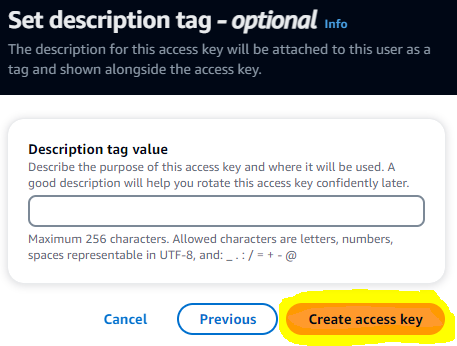 Set description tag - optional Info
The description for this access key will be attached to this user as a
tag and shown alongside the access key.
Description tag value
Describe the purpose of this access key and where it will be used. A
good description will help you rotate this access key confidently later.
Maximum 256 characters. Allowed characters are letters, numbers,
spaces representable in UTF-8, and: _ . : / = + - @
Cancel Previous Create access key